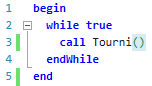 1 begin
2 while true
3 call Tourni()
4 endWhile
5 end